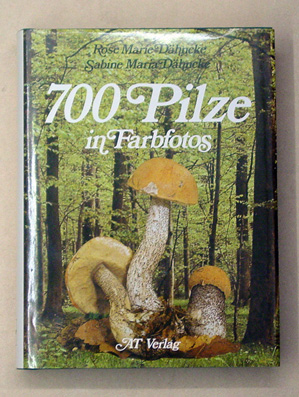 Rose Marie Dähncke
Sabine Maria Dähncke
700 Pilze
in Farbfotos
AT Verlag